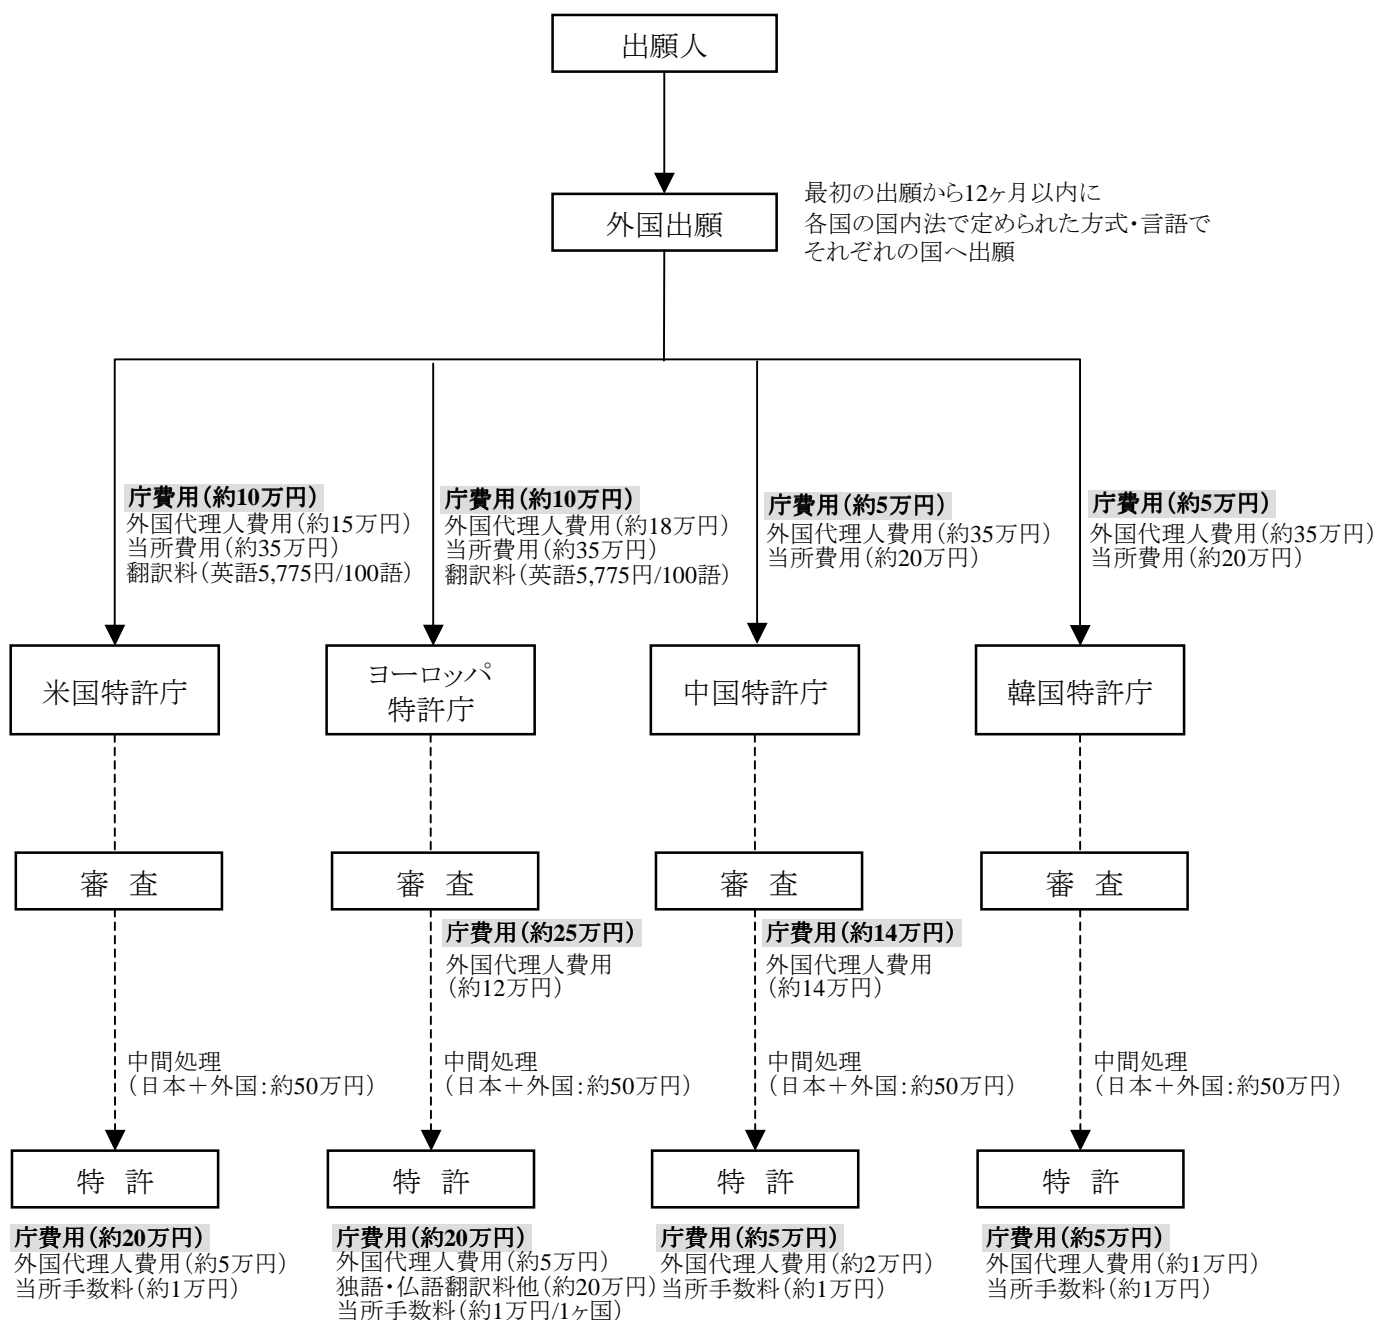 出願人
外国出願
最初の出願から12ヶ月以内に
各国の国内法で定められた方式・言語で
それぞれの国へ出願
庁費用(約10万円)
外国代理人費用(約15万円)
当所費用(約35万円)
翻訳料(英語5,775円/100語)
庁費用(約10万円)
外国代理人費用(約18万円)
当所費用(約35万円)
翻訳料(英語5,775円/100語)
庁費用(約5万円)
外国代理人費用(約35万円)
当所費用(約20万円)
庁費用(約5万円)
外国代理人費用(約35万円)
当所費用(約20万円)
米国特許庁
ヨーロッパ
特許庁
中国特許庁
韓国特許庁
審 査
審 査
審 査
審 査
庁費用(約25万円)
外国代理人費用
(約12万円)
庁費用(約14万円)
外国代理人費用
(約14万円)
中間処理
(日本+外国:約50万円)
中間処理
(日本+外国:約50万円)
中間処理
(日本+外国:約50万円)
中間処理
(日本+外国:約50万円)
特 許
特 許
特 許
特 許
庁費用(約20万円)
外国代理人費用(約5万円)
当所手数料(約1万円)
庁費用(約20万円)
外国代理人費用(約5万円)
独語・仏語翻訳料他(約20万円)
当所手数料(約1万円/1ヶ国)
庁費用(約5万円)
外国代理人費用(約2万円)
当所手数料(約1万円)
庁費用(約5万円)
外国代理人費用(約1万円)
当所手数料(約1万円)